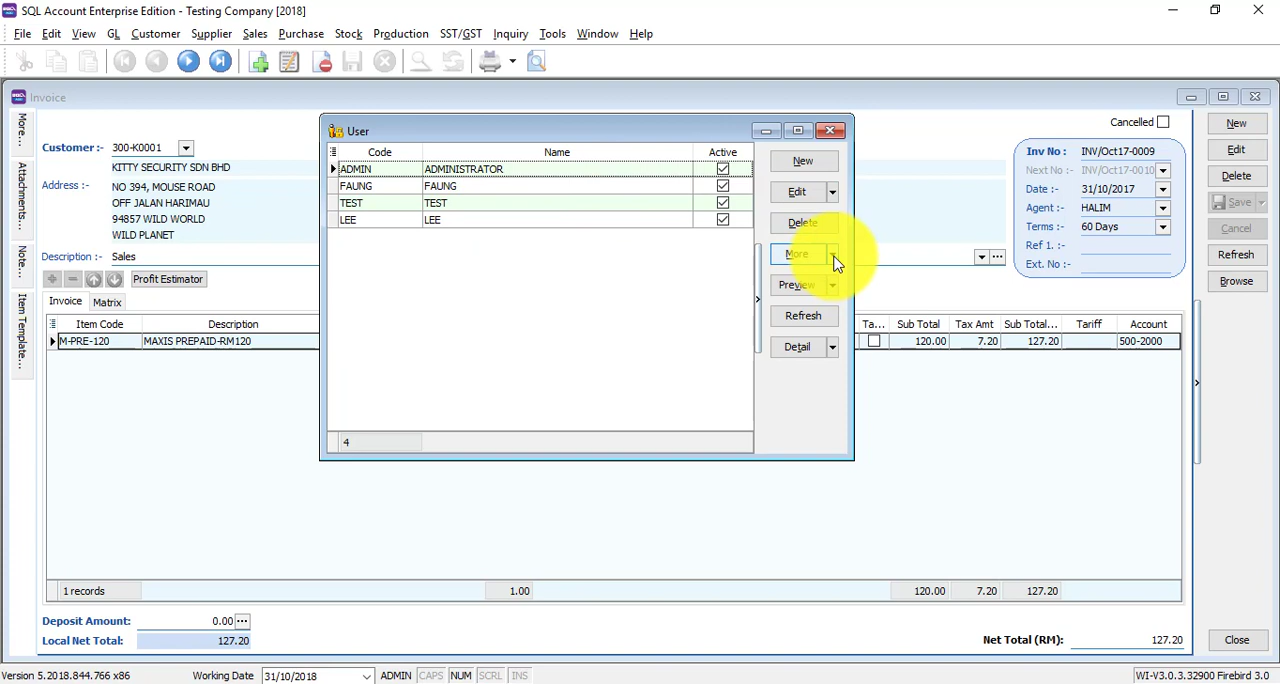 SQL Account Enterprise Edition - Testing Company [2018]
File Edit View GL Customer Supplier Sales Purchase Stock Production SST/GST Inquiry Tools Window Help
Invoice
More...
Attachments...
Note...
Item Template...
Cancelled
Customer :- 300-K0001
KITTY SECURITY SDN BHD
Address :- NO 394, MOUSE ROAD
OFF JALAN HARIMAU
94857 WILD WORLD
WILD PLANET
Description :- Sales
Profit Estimator
Invoice Matrix
Inv No : INV/Oct17-0009
Next No : INV/Oct17-0010
Date :- 31/10/2017
Agent : HALIM
Terms : 60 Days
Ref 1. :-
Ext. No :-
New
Edit
Delete
Save
Cancel
Refresh
Browse
User
Code Name Active
ADMIN ADMINISTRATOR
FAUNG FAUNG
TEST TEST
LEE LEE
4
New
Edit
Delete
More
Preview
Refresh
Detail
Item Code Description Ta... Sub Total Tax Amt Sub Total... Tariff Account
M-PRE-120 MAXIS PREPAID-RM120 120.00 7.20 127.20 500-2000
1 records 1.00 120.00 7.20 127.20
Deposit Amount: 0.00
Local Net Total: 127.20
Net Total (RM): 127.20
Close
Version 5.2018.844.766 x86 Working Date 31/10/2018 ADMIN CAPS NUM SCRL INS WI-V3.0.3.32900 Firebird 3.0